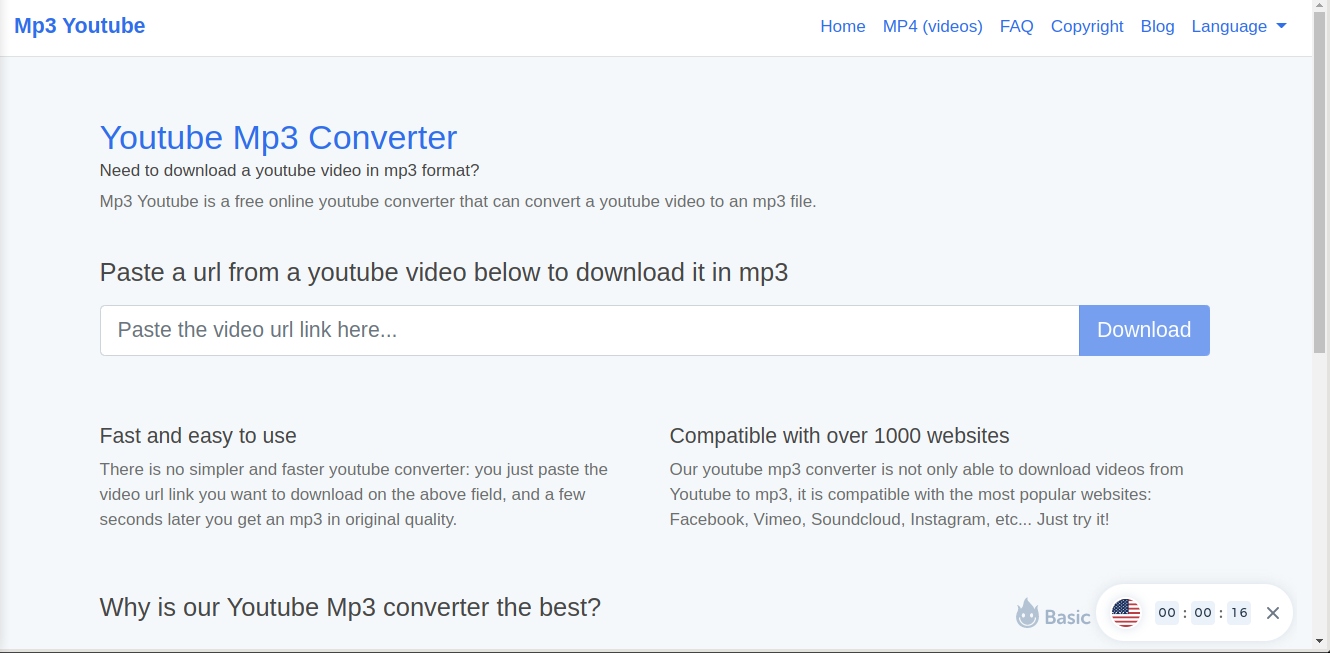 Mp3 Youtube
Home MP4 (videos) FAQ Copyright Blog Language
Youtube Mp3 Converter
Need to download a youtube video in mp3 format?
Mp3 Youtube is a free online youtube converter that can convert a youtube video to an mp3 file.
Paste a url from a youtube video below to download it in mp3
Paste the video url link here...
Download
Fast and easy to use
There is no simpler and faster youtube converter: you just paste the
video url link you want to download on the above field, and a few
seconds later you get an mp3 in original quality.
Compatible with over 1000 websites
Our youtube mp3 converter is not only able to download videos from
Youtube to mp3, it is compatible with the most popular websites:
Facebook, Vimeo, Soundcloud, Instagram, etc... Just try it!
Why is our Youtube Mp3 converter the best?
Basic
00 : 00 : 16